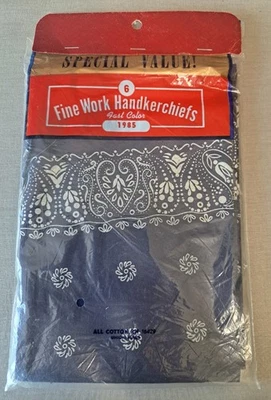 SPECIAL VALUE!
6
Fine Work Handkerchiefs
Fast Color
1985
ALL COTTON